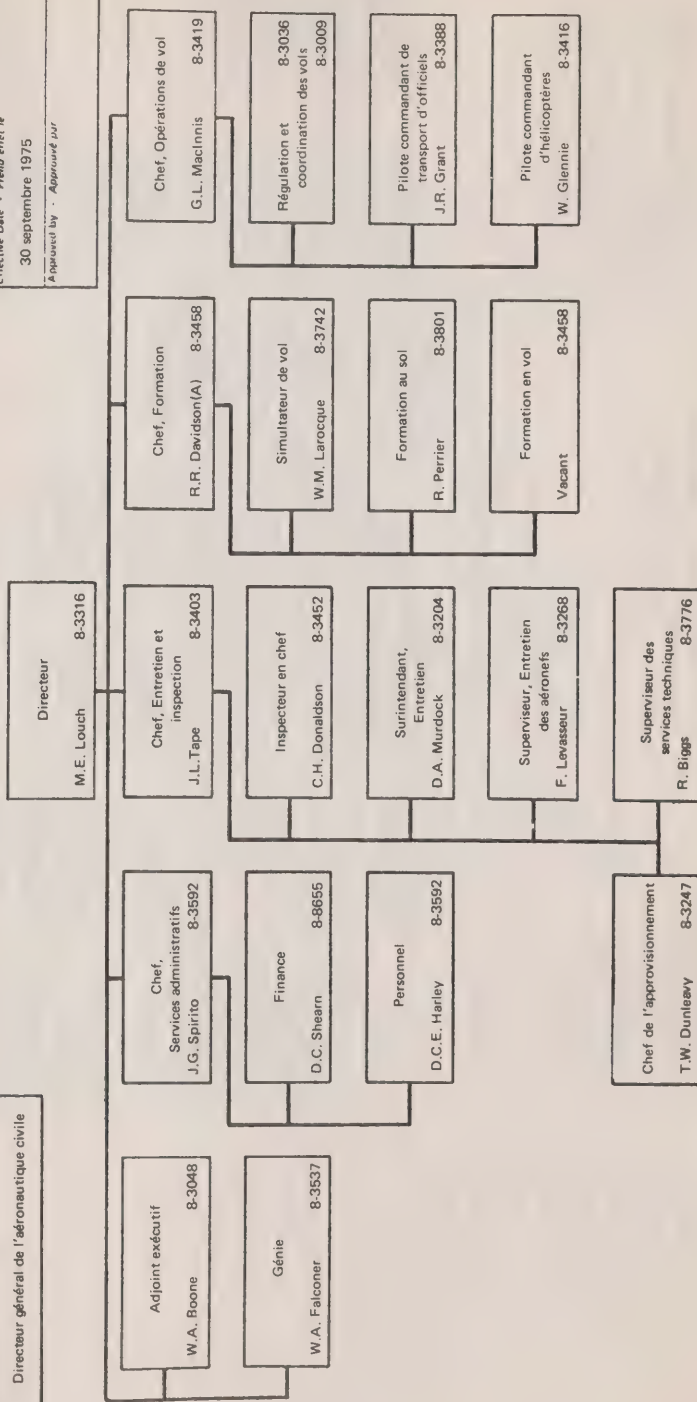 Directeur général de l'aéronautique civile
30 septembre 1975
Approved by - Approuvé par
Directeur
M.E. Louch 8-3316
Adjoint exécutif
W.A. Boone 8-3048
Génie
W.A. Falconer 8-3537
Chef,
Services administratifs
J.G. Spirito 8-3592
Finance
D.C. Shearn 8-8655
Personnel
D.C.E. Harley 8-3592
Chef, Entretien et
inspection
J.L.Tape 8-3403
Inspecteur en chef
C.H. Donaldson 8-3452
Surintendant,
Entretien
D.A. Murdock 8-3204
Superviseur, Entretien
des aéronefs
F. Levasseur 8-3268
Chef de l'approvisionnement
T.W. Dunleavy 8-3247
Superviseur des
services techniques
R. Biggs 8-3776
Chef, Formation
R.R. Davidson(A) 8-3458
Simultateur de vol
W.M. Larocque 8-3742
Formation au sol
R. Perrier 8-3801
Formation en vol
Vacant 8-3458
Chef, Opérations de vol
G.L. MacInnis 8-3419
Régulation et 8-3036
coordination des vols 8-3009
Pilote commandant de
transport d'officiels
J.R. Grant 8-3388
Pilote commandant
d'hélicoptères
W. Glennie 8-3416